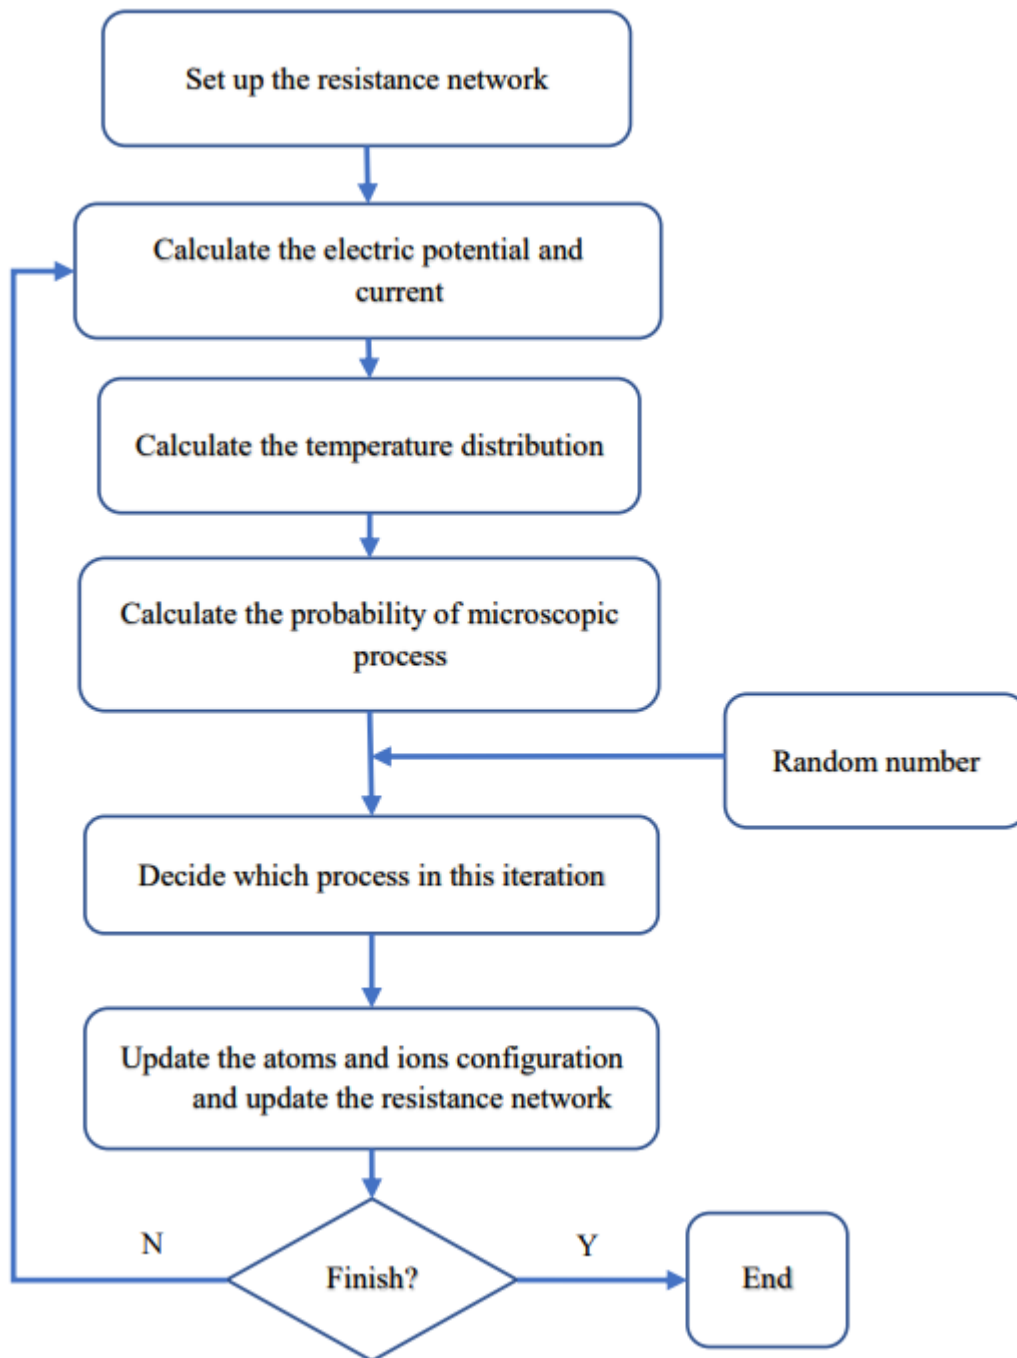 Set up the resistance network
Calculate the electric potential and
current
Calculate the temperature distribution
Calculate the probability of microscopic
process
Random number
Decide which process in this iteration
Update the atoms and ions configuration
and update the resistance network
N
Y
Finish?
End